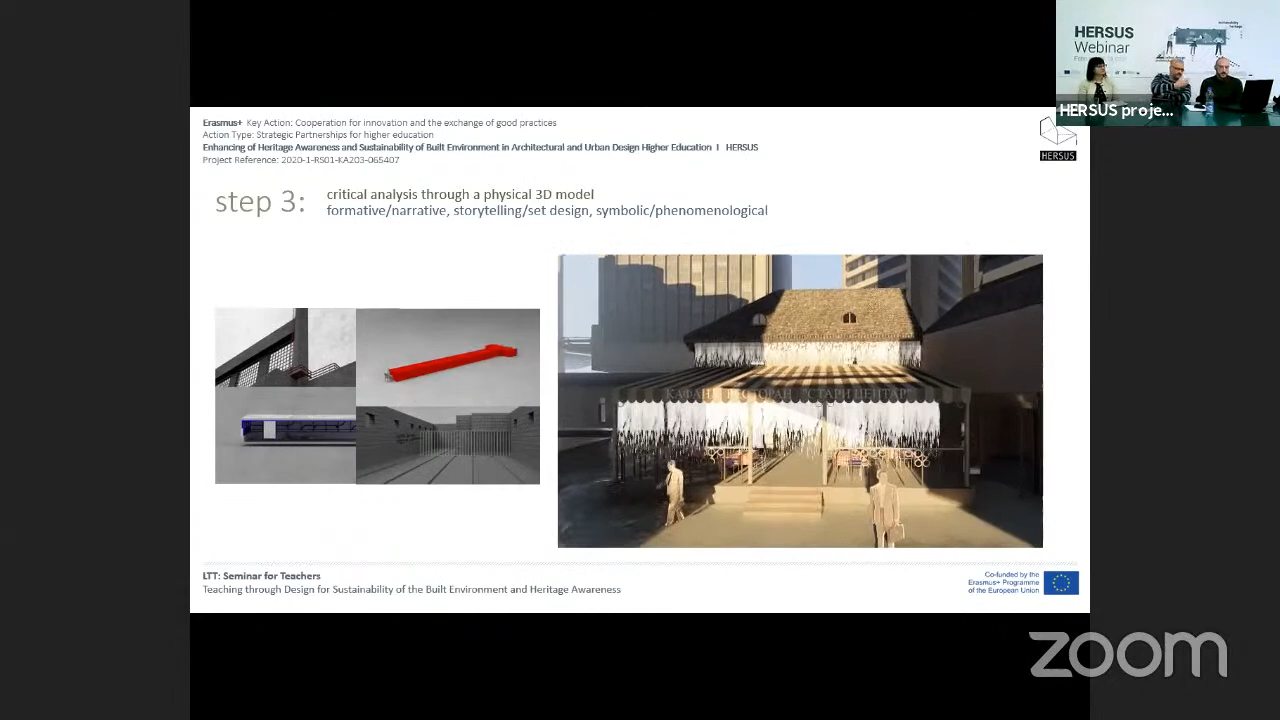 HERSUS
Webinar
HERSUS proje...
Erasmus+ Key Action: Cooperation for innovation and the exchange of good practices
Action Type: Strategic Partnerships for higher education
Enhancing of Heritage Awareness and Sustainability of Built Environment in Architectural and Urban Design Higher Education I HERSUS
Project Reference: 2020-1-RS01-KA203-065407
HERSUS
step 3:
critical analysis through a physical 3D model
formative/narrative, storytelling/set design, symbolic/phenomenological
"СТАРИ ЦЕНТАР"
LTT: Seminar for Teachers
Teaching through Design for Sustainability of the Built Environment and Heritage Awareness
Co-funded by the
Erasmus+ Programme
of the European Union
zoom